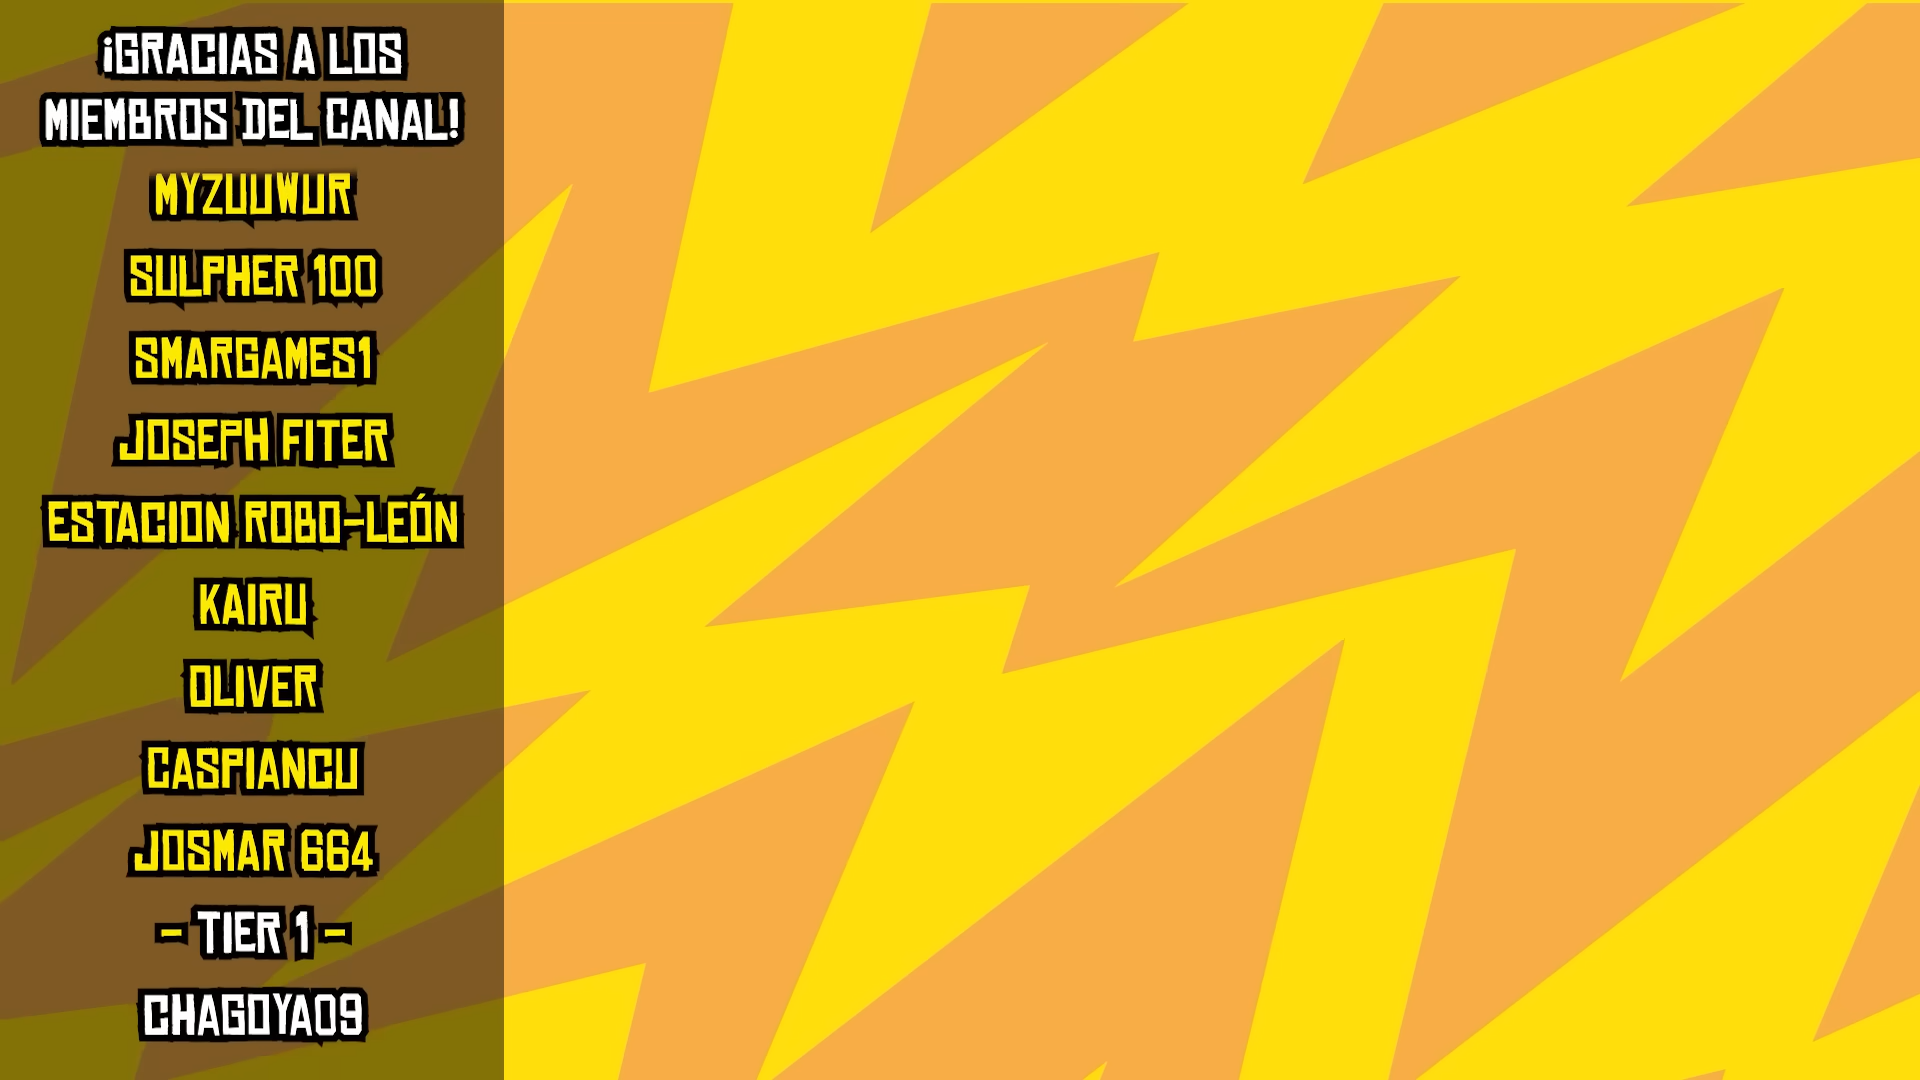 ¡GRACIAS A LOS
MIEMBROS DEL CANAL!
MYZUUWUR
SULPHER 100
SMARGAMES1
JOSEPH FITER
ESTACION ROBO-LEÓN
KAIRU
OLIVER
CASPIANCU
JOSMAR 664
- TIER 1 -
CHAGOYA09